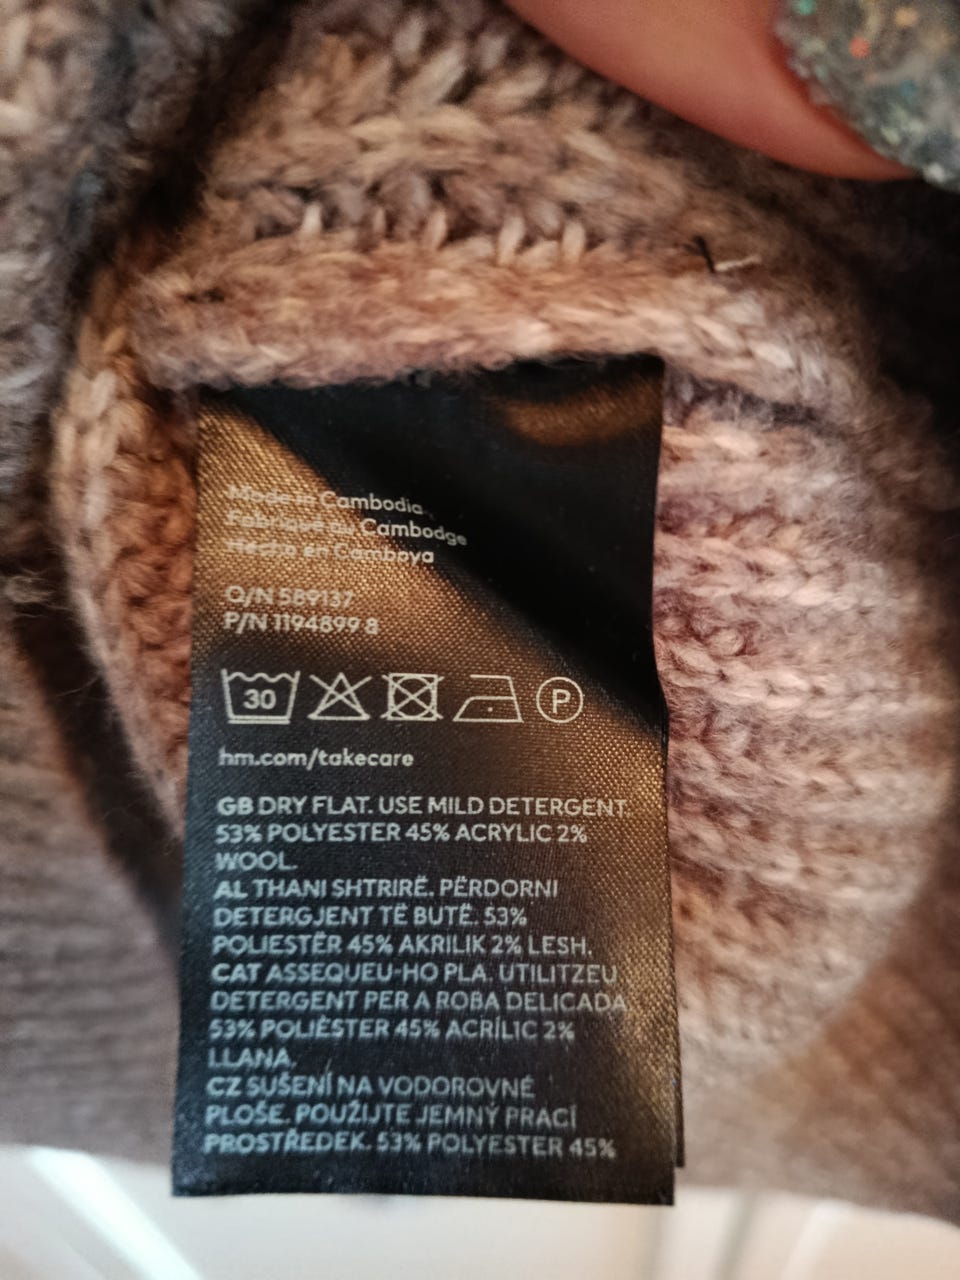 Made in Cambodia
Fabriqué au Cambodge
Hecho en Camboya
Q/N 589137
P/N 1194899 8
30
P
hm.com/takecare
GB DRY FLAT. USE MILD DETERGENT.
53% POLYESTER 45% ACRYLIC 2%
WOOL.
AL THANI SHTRIRË. PËRDORNI
DETERGJENT TË BUTË. 53%
POLIESTËR 45% AKRILIK 2% LESH.
CAT ASSEQUEU-HO PLA. UTILITZEU
DETERGENT PER A ROBA DELICADA.
53% POLIÈSTER 45% ACRÍLIC 2%
LLANA.
CZ SUŠENÍ NA VODOROVNÉ
PLOŠE. POUŽIJTE JEMNÝ PRACÍ
PROSTŘEDEK. 53% POLYESTER 45%